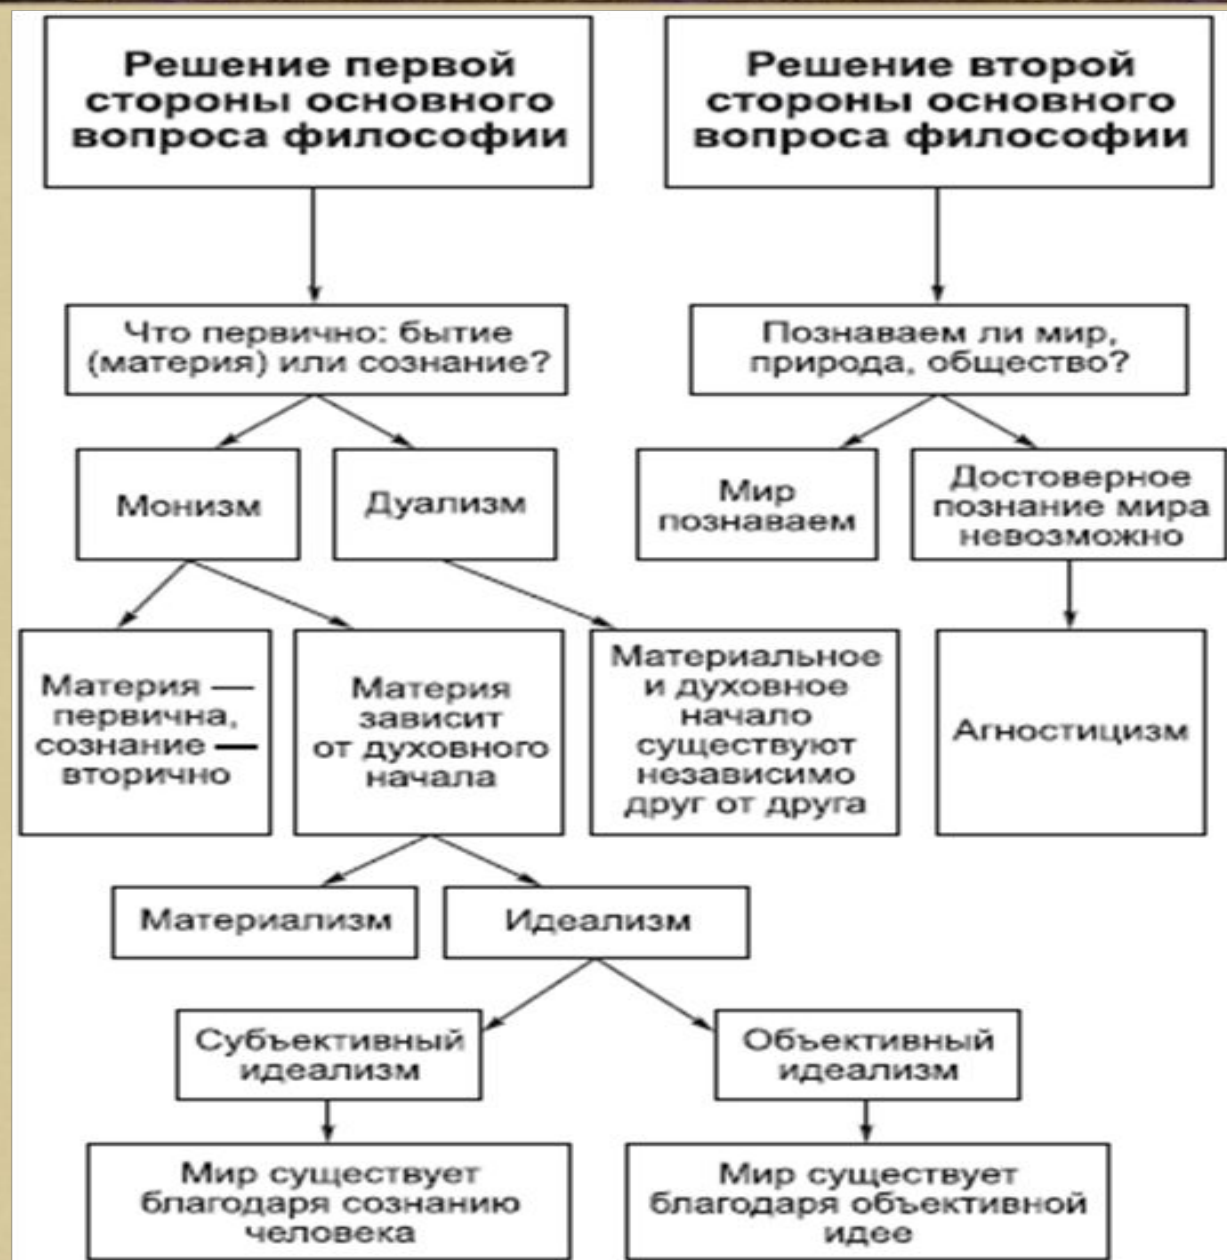 Решение первой
стороны основного
вопроса философии
Решение второй
стороны основного
вопроса философии
Что первично: бытие
(материя) или сознание?
Познаваем ли мир,
природа, общество?
Монизм
Дуализм
Мир
познаваем
Достоверное
познание мира
невозможно
Материя —
первична,
сознание —
вторично
Материя
зависит
от духовного
начала
Материальное
и духовное
начало
существуют
независимо
друг от друга
Агностицизм
Материализм
Идеализм
Субъективный
идеализм
Объективный
идеализм
Мир существует
благодаря сознанию
человека
Мир существует
благодаря объективной
идее